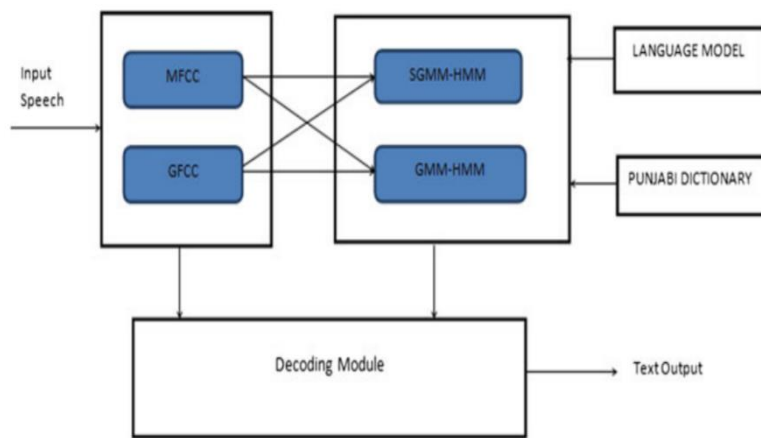 Input
Speech
MFCC
GFCC
SGMM-HMM
GMM-HMM
LANGUAGE MODEL
PUNJABI DICTIONARY
Decoding Module
Text Output